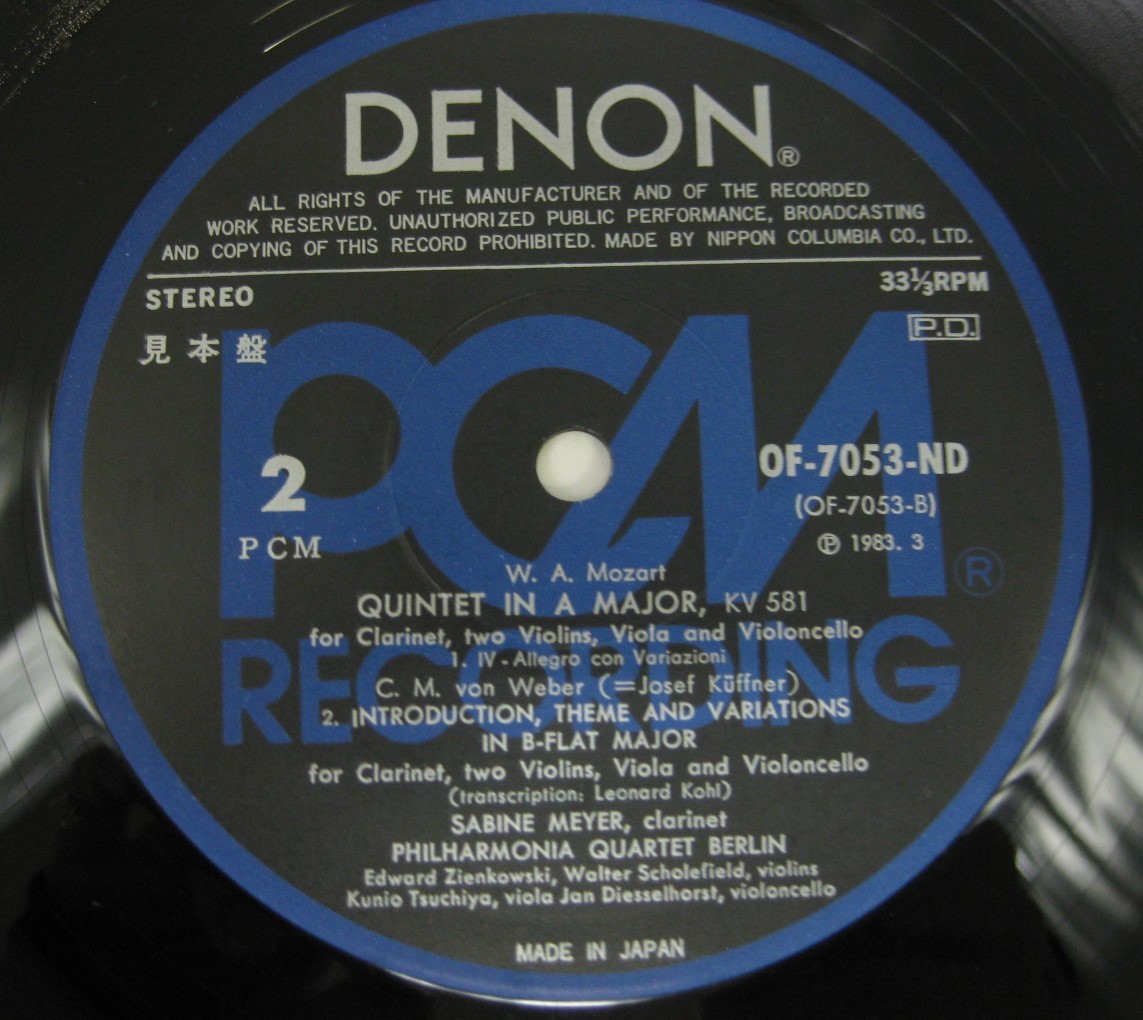 DENON®
ALL RIGHTS OF THE MANUFACTURER AND OF THE RECORDED
WORK RESERVED. UNAUTHORIZED PUBLIC PERFORMANCE, BROADCASTING
AND COPYING OF THIS RECORD PROHIBITED. MADE BY NIPPON COLUMBIA CO., LTD.
STEREO
33⅓RPM
見本盤
P.D.
PCM®
RECORDING
2
PCM
OF-7053-ND
(OF-7053-B)
℗ 1983. 3
W. A. Mozart
QUINTET IN A MAJOR, KV 581
for Clarinet, two Violins, Viola and Violoncello
1. IV - Allegro con Variazioni
C. M. von Weber (=Josef Küffner)
2. INTRODUCTION, THEME AND VARIATIONS
IN B-FLAT MAJOR
for Clarinet, two Violins, Viola and Violoncello
(transcription: Leonard Kohl)
SABINE MEYER, clarinet
PHILHARMONIA QUARTET BERLIN
Edward Zienkowski, Walter Scholefield, violins
Kunio Tsuchiya, viola Jan Diesselhorst, violoncello
MADE IN JAPAN